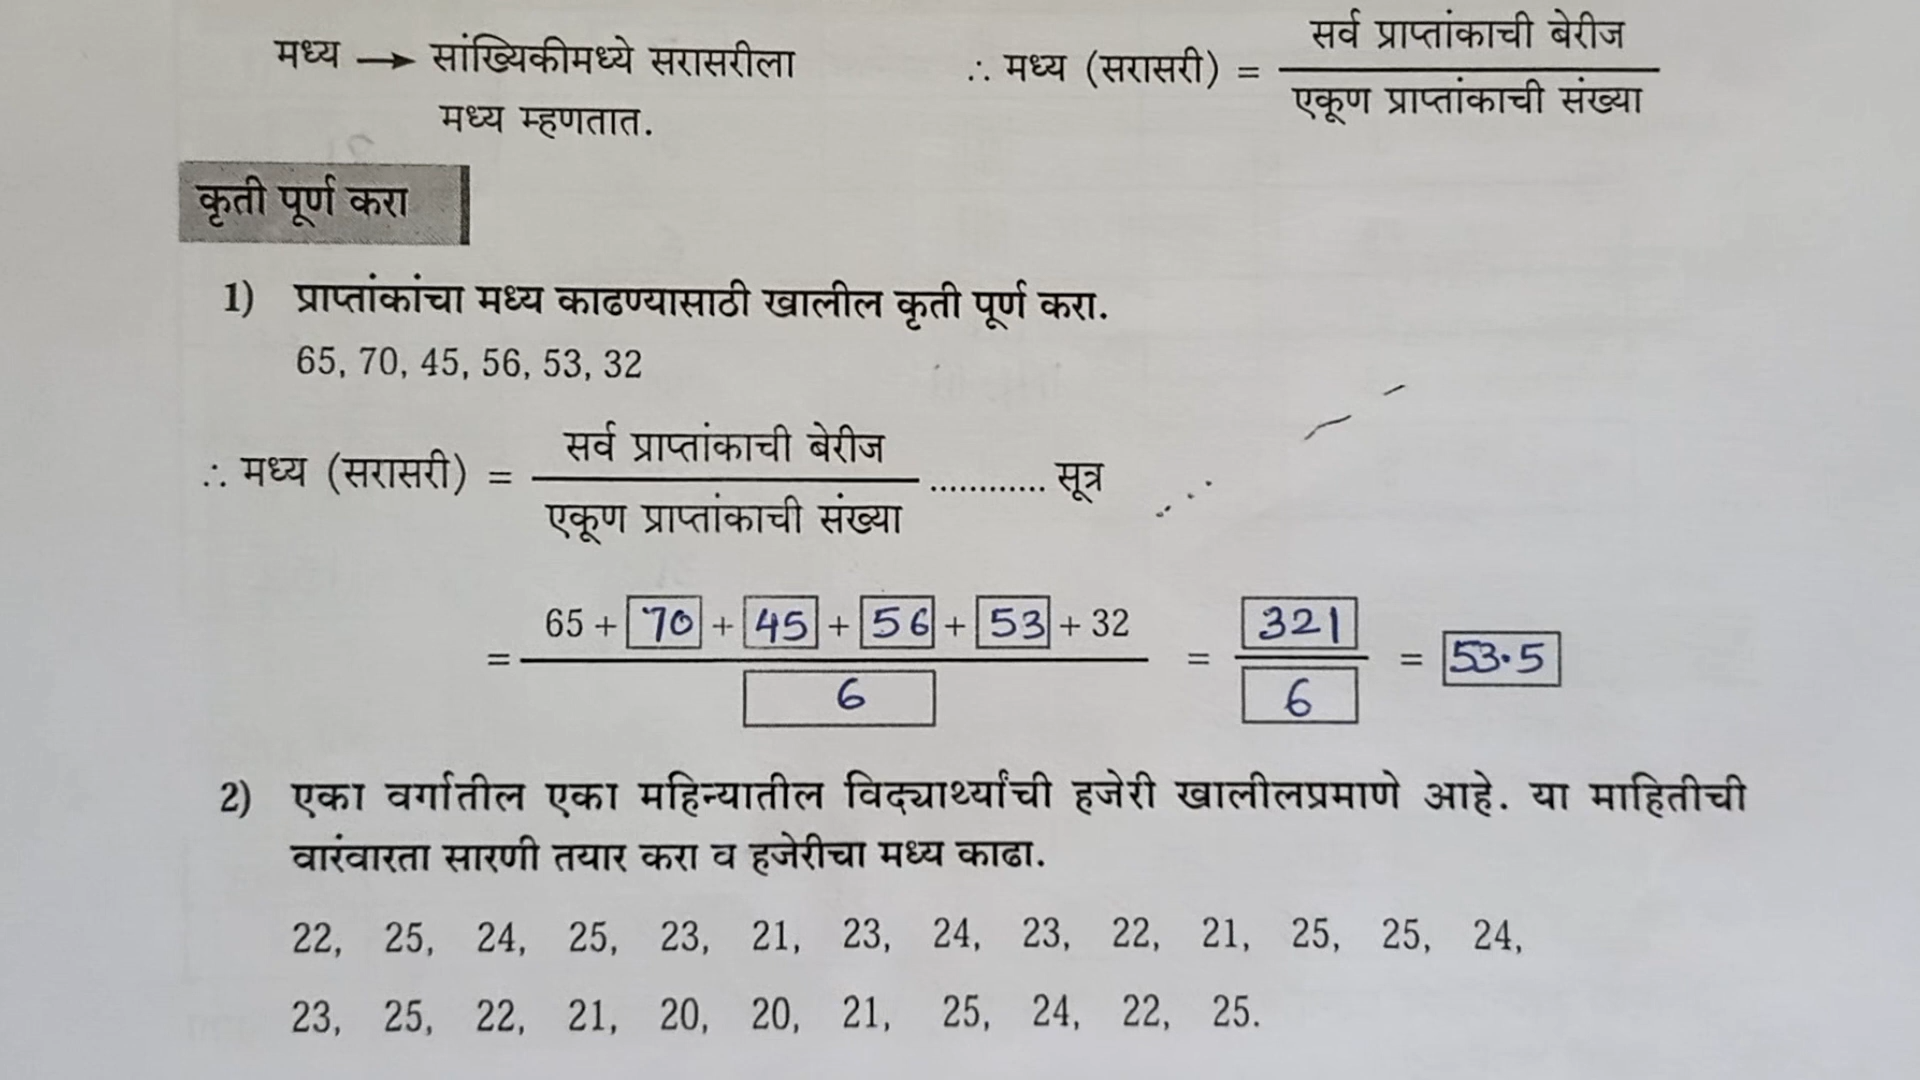 मध्य → सांख्यिकीमध्ये सरासरीला
मध्य म्हणतात.
∴ मध्य (सरासरी) = सर्व प्राप्तांकाची बेरीज
एकूण प्राप्तांकाची संख्या
कृती पूर्ण करा
1) प्राप्तांकांचा मध्य काढण्यासाठी खालील कृती पूर्ण करा.
65, 70, 45, 56, 53, 32
∴ मध्य (सरासरी) = सर्व प्राप्तांकाची बेरीज
एकूण प्राप्तांकाची संख्या ............ सूत्र
= 65 + 70 + 45 + 56 + 53 + 32 = 321 = 53.5
6 6
2) एका वर्गातील एका महिन्यातील विद्यार्थ्यांची हजेरी खालीलप्रमाणे आहे. या माहितीची
वारंवारता सारणी तयार करा व हजेरीचा मध्य काढा.
22, 25, 24, 25, 23, 21, 23, 24, 23, 22, 21, 25, 25, 24,
23, 25, 22, 21, 20, 20, 21, 25, 24, 22, 25.